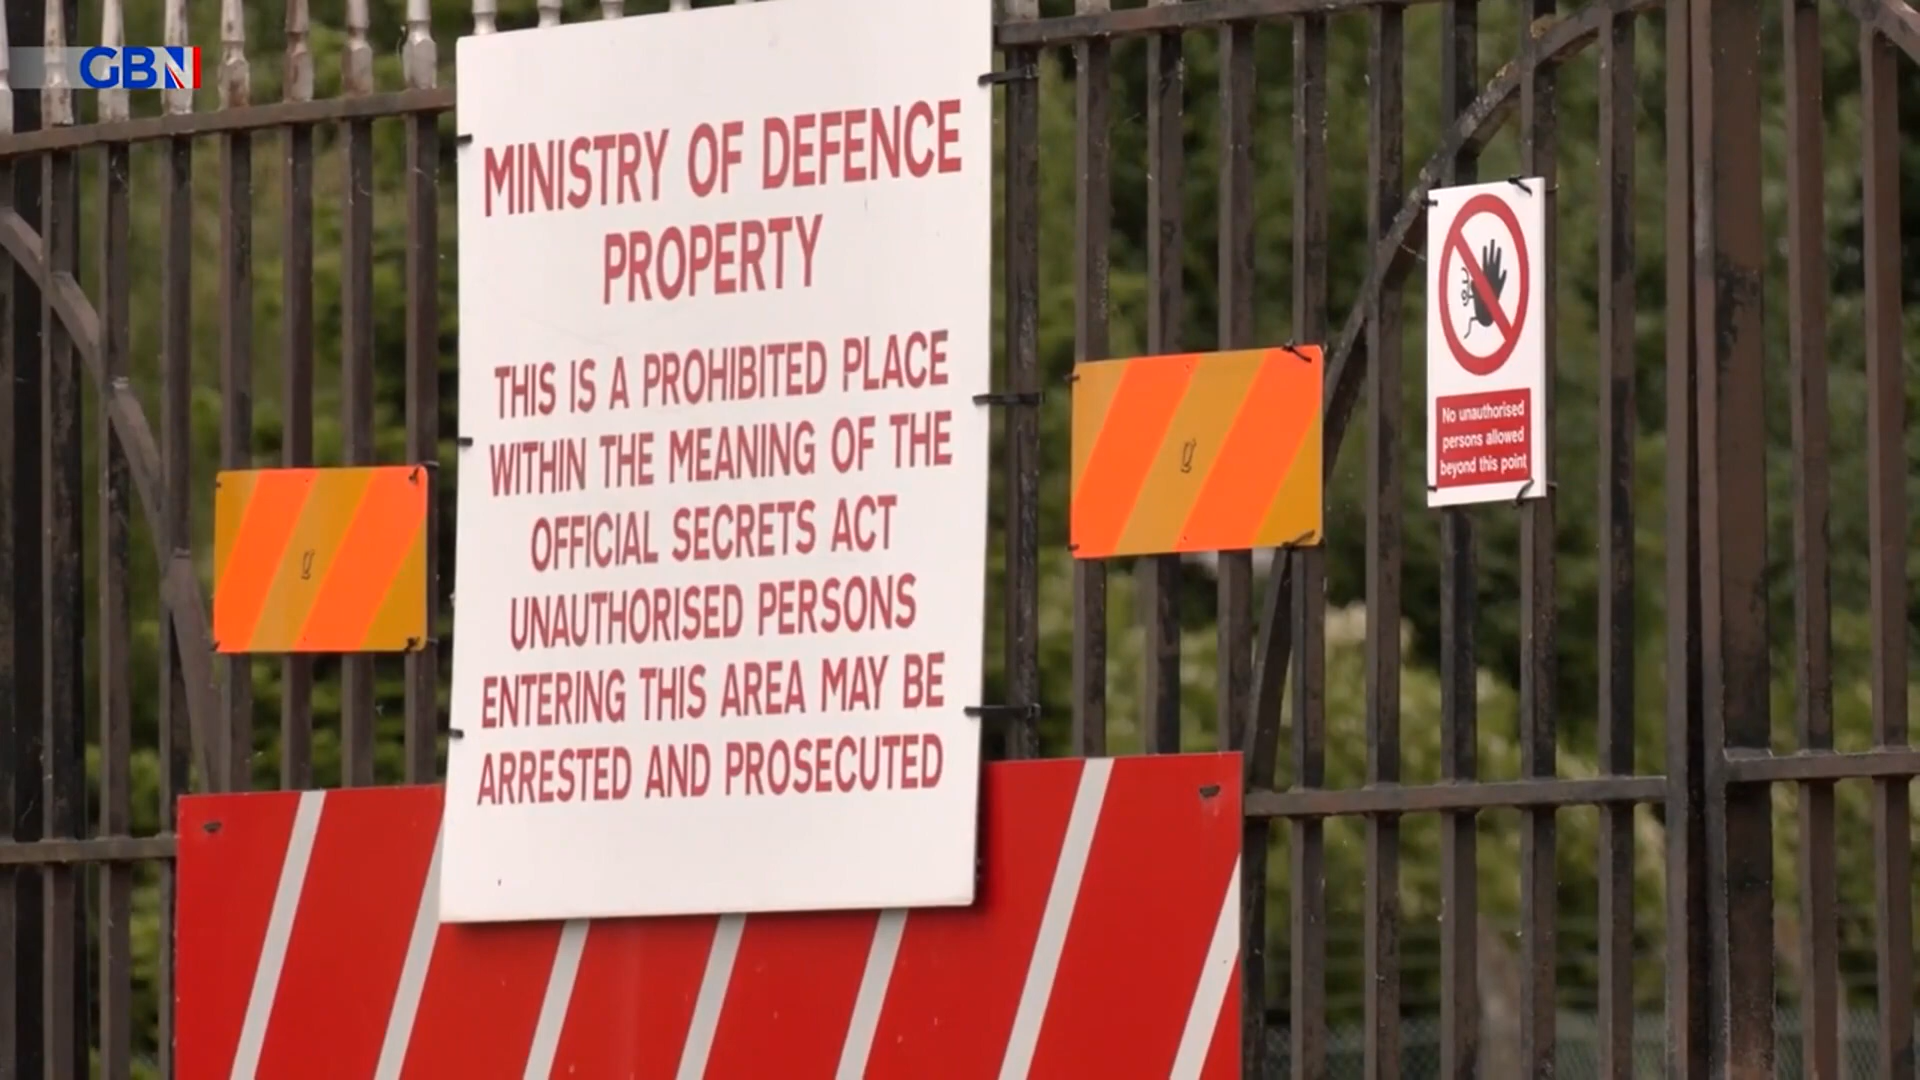 GBN
MINISTRY OF DEFENCE
PROPERTY
THIS IS A PROHIBITED PLACE
WITHIN THE MEANING OF THE
OFFICIAL SECRETS ACT
UNAUTHORISED PERSONS
ENTERING THIS AREA MAY BE
ARRESTED AND PROSECUTED
No unauthorised
persons allowed
beyond this point